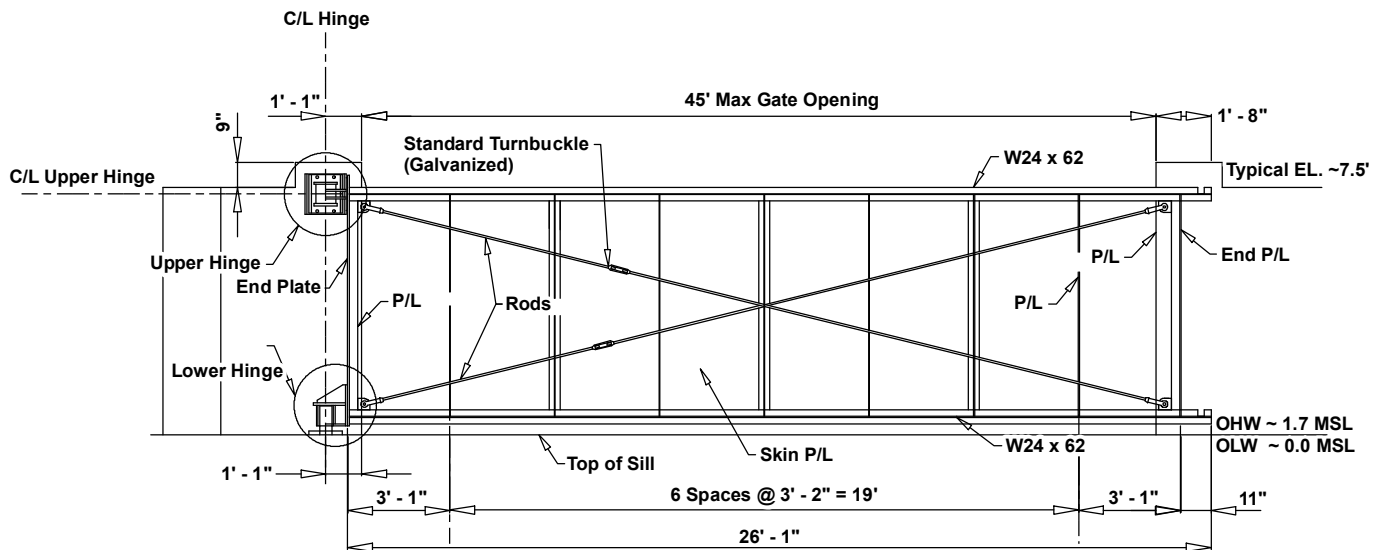 C/L Hinge
1' - 1"
45' Max Gate Opening
1' - 8"
9"
Standard Turnbuckle
(Galvanized)
W24 x 62
C/L Upper Hinge
Typical EL. ~7.5'
Upper Hinge
End Plate
P/L
Rods
P/L
P/L
End P/L
Lower Hinge
OHW ~ 1.7 MSL
OLW ~ 0.0 MSL
W24 x 62
Skin P/L
Top of Sill
1' - 1"
3' - 1"
6 Spaces @ 3' - 2" = 19'
3' - 1"
11"
26' - 1"